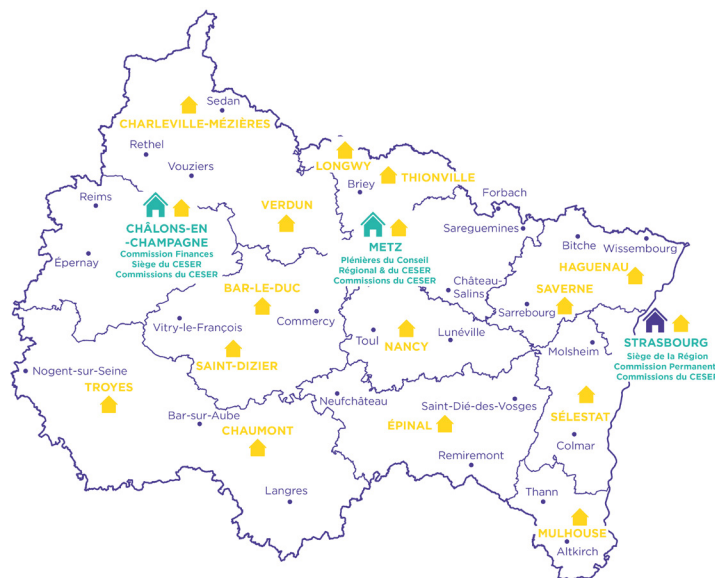 Sedan
CHARLEVILLE-MÉZIÈRES
Rethel
LONGWY
Vouziers
THIONVILLE
Briey
Forbach
Reims
VERDUN
Sareguemines
CHÂLONS-EN
-CHAMPAGNE
Commission Finances
Siège du CESER
Commissions du CESER
METZ
Plénières du Conseil
Régional & du CESER
Commissions du CESER
Bitche
Wissembourg
Épernay
HAGUENAU
BAR-LE-DUC
Château-
Salins
SAVERNE
Sarrebourg
Vitry-le-François
Commercy
Toul
Lunéville
NANCY
STRASBOURG
Siège de la Région
Commission Permanent
Commissions du CESE
Molsheim
SAINT-DIZIER
Nogent-sur-Seine
TROYES
Neufchâteau
Saint-Dié-des-Vosges
Bar-sur-Aube
CHAUMONT
ÉPINAL
SÉLESTAT
Colmar
Remiremont
Langres
Thann
MULHOUSE
Altkirch